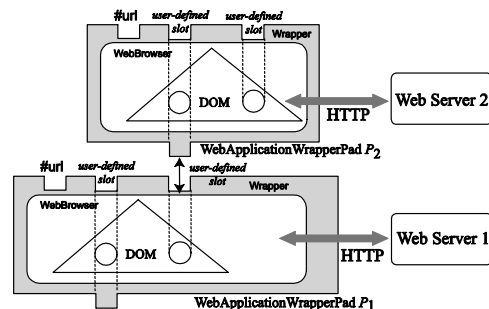 #url
user-defined slot
user-defined slot
Wrapper
WebBrowser
DOM
HTTP
Web Server 2
WebApplicationWrapperPad P2
#url
user-defined slot
user-defined slot
Wrapper
WebBrowser
DOM
HTTP
Web Server 1
WebApplicationWrapperPad P1